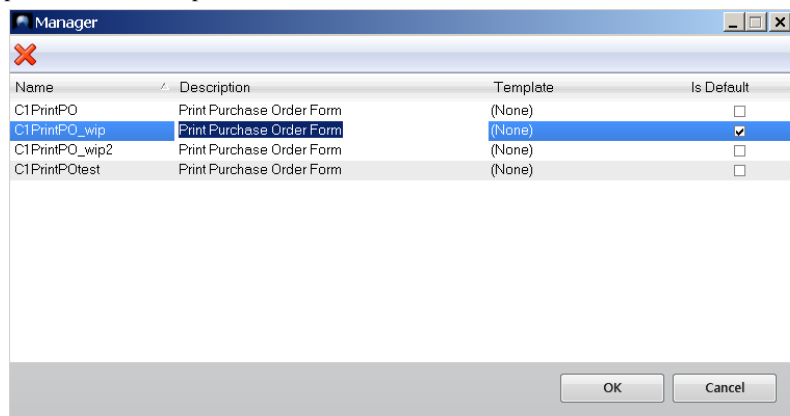 Manager
Name Description Template Is Default
C1PrintPO Print Purchase Order Form (None)
C1PrintPO_wip Print Purchase Order Form (None)
C1PrintPO_wip2 Print Purchase Order Form (None)
C1PrintPOtest Print Purchase Order Form (None)
OK Cancel